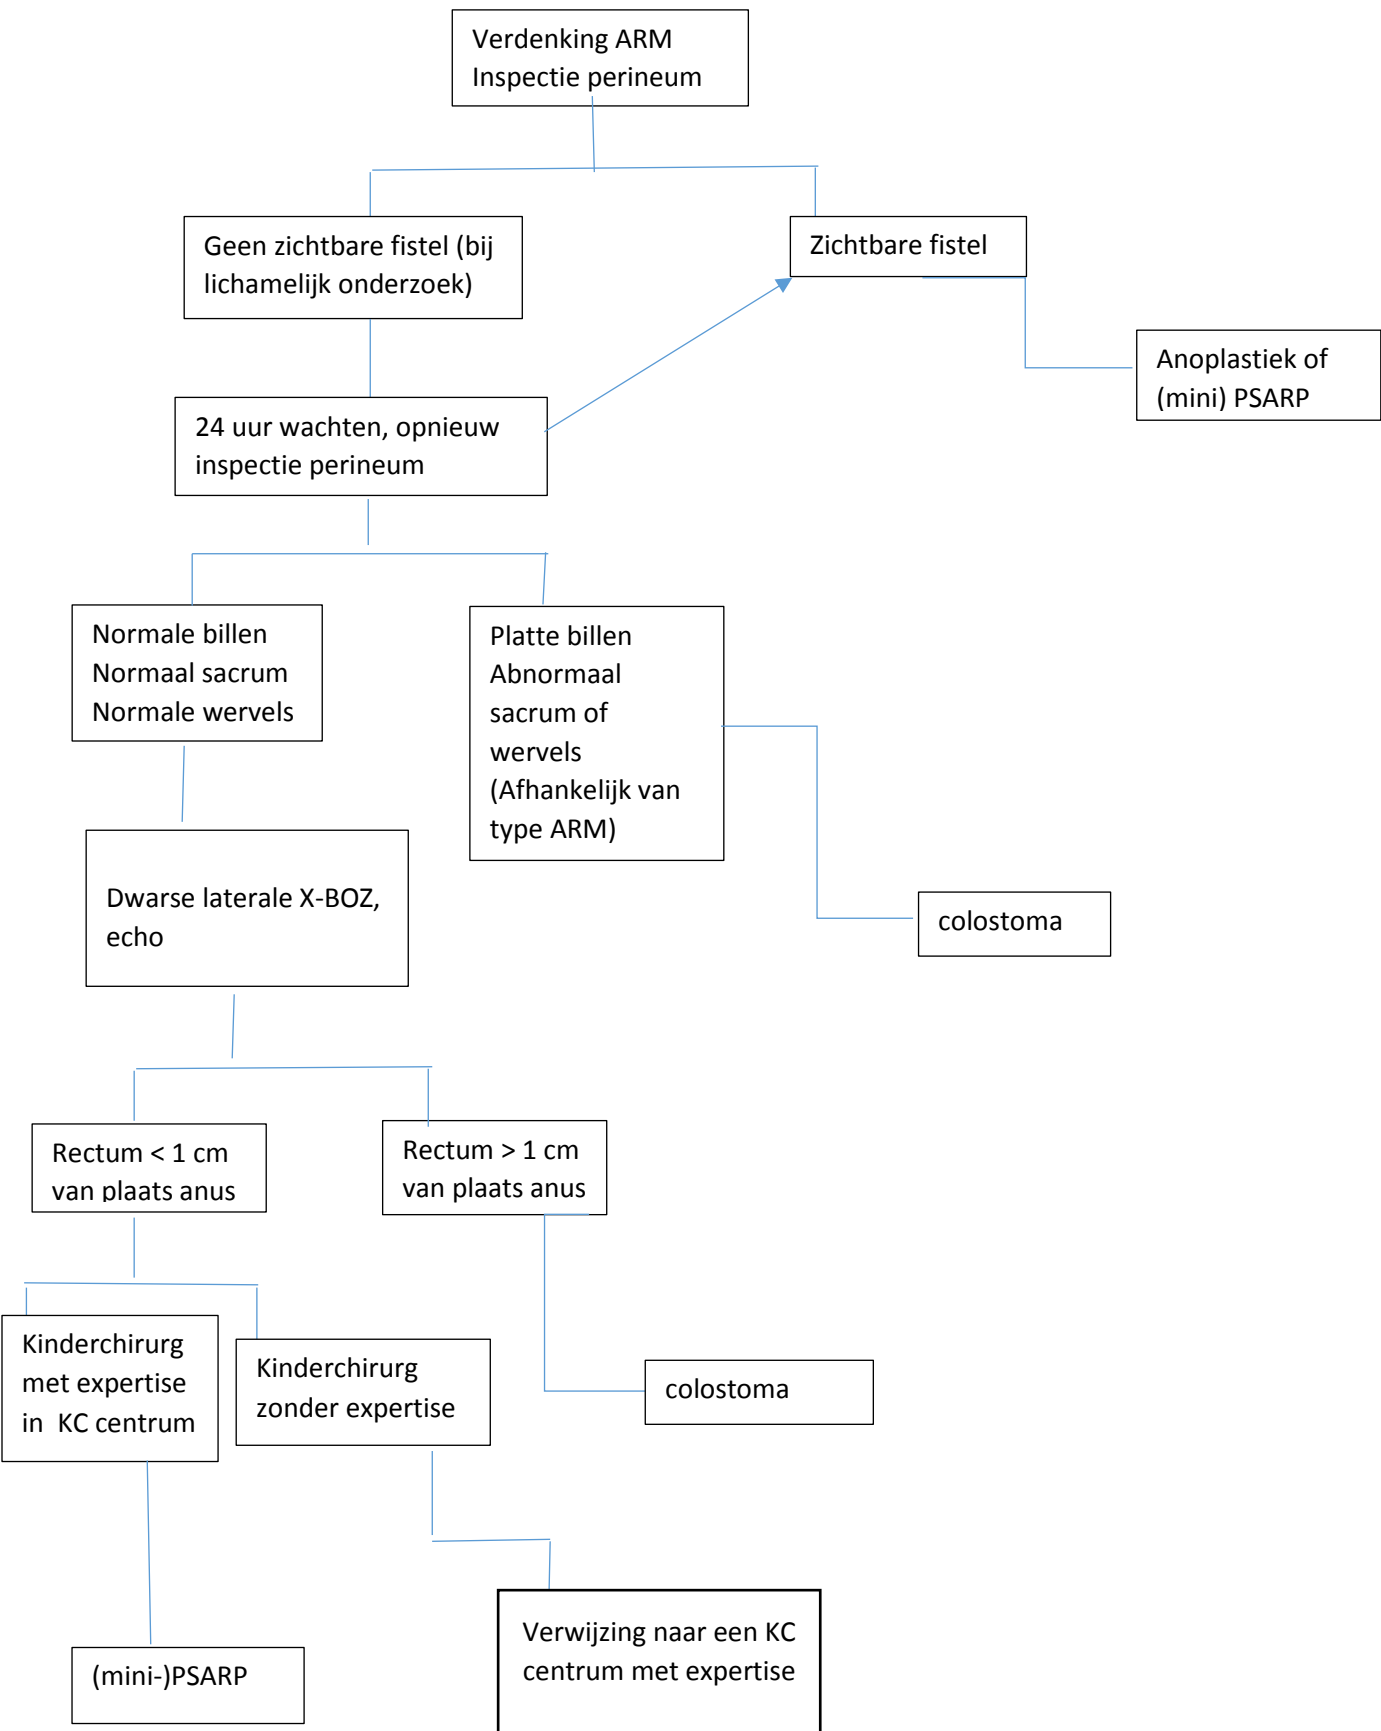 Verdenking ARM
Inspectie perineum
Geen zichtbare fistel (bij
lichamelijk onderzoek)
Zichtbare fistel
Anoplastiek of
(mini) PSARP
24 uur wachten, opnieuw
inspectie perineum
Normale billen
Normaal sacrum
Normale wervels
Platte billen
Abnormaal
sacrum of
wervels
(Afhankelijk van
type ARM)
Dwarse laterale X-BOZ,
echo
colostoma
Rectum < 1 cm
van plaats anus
Rectum > 1 cm
van plaats anus
Kinderchirurg
met expertise
in KC centrum
Kinderchirurg
zonder expertise
colostoma
(mini-)PSARP
Verwijzing naar een KC
centrum met expertise